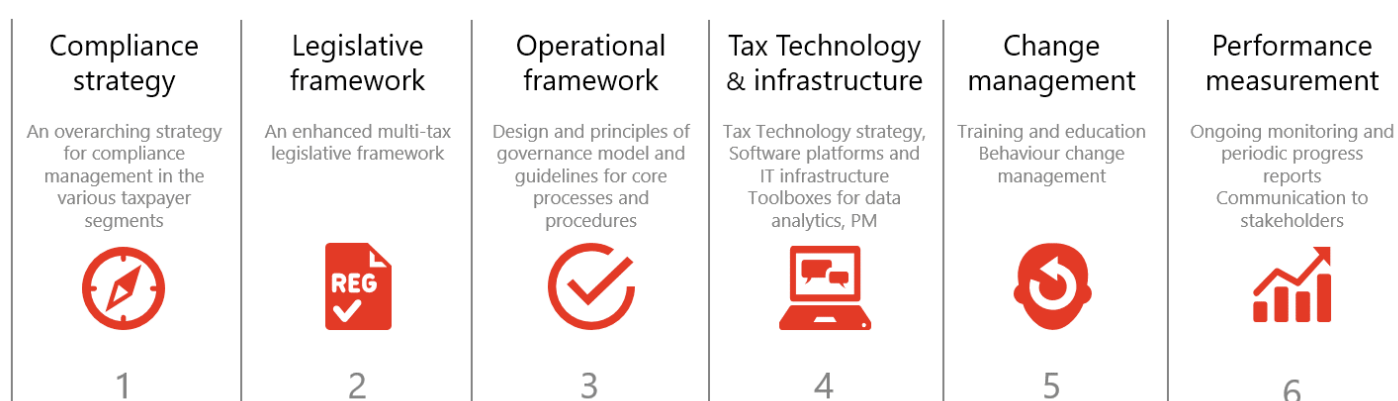 Compliance
strategy
An overarching strategy
for compliance
management in the
various taxpayer
segments
1
Legislative
framework
An enhanced multi-tax
legislative framework
REG
2
Operational
framework
Design and principles of
governance model and
guidelines for core
processes and
procedures
3
Tax Technology
& infrastructure
Tax Technology strategy,
Software platforms and
IT infrastructure
Toolboxes for data
analytics, PM
4
Change
management
Training and education
Behaviour change
management
5
Performance
measurement
Ongoing monitoring and
periodic progress
reports
Communication to
stakeholders
6